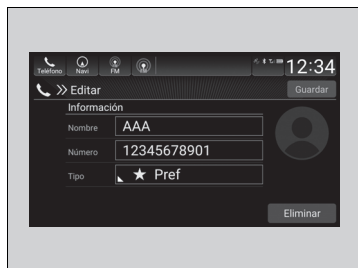 Teléfono Navi FM 12:34
Editar Guardar
Información
Nombre AAA
Número 12345678901
Tipo ★ Pref
Eliminar